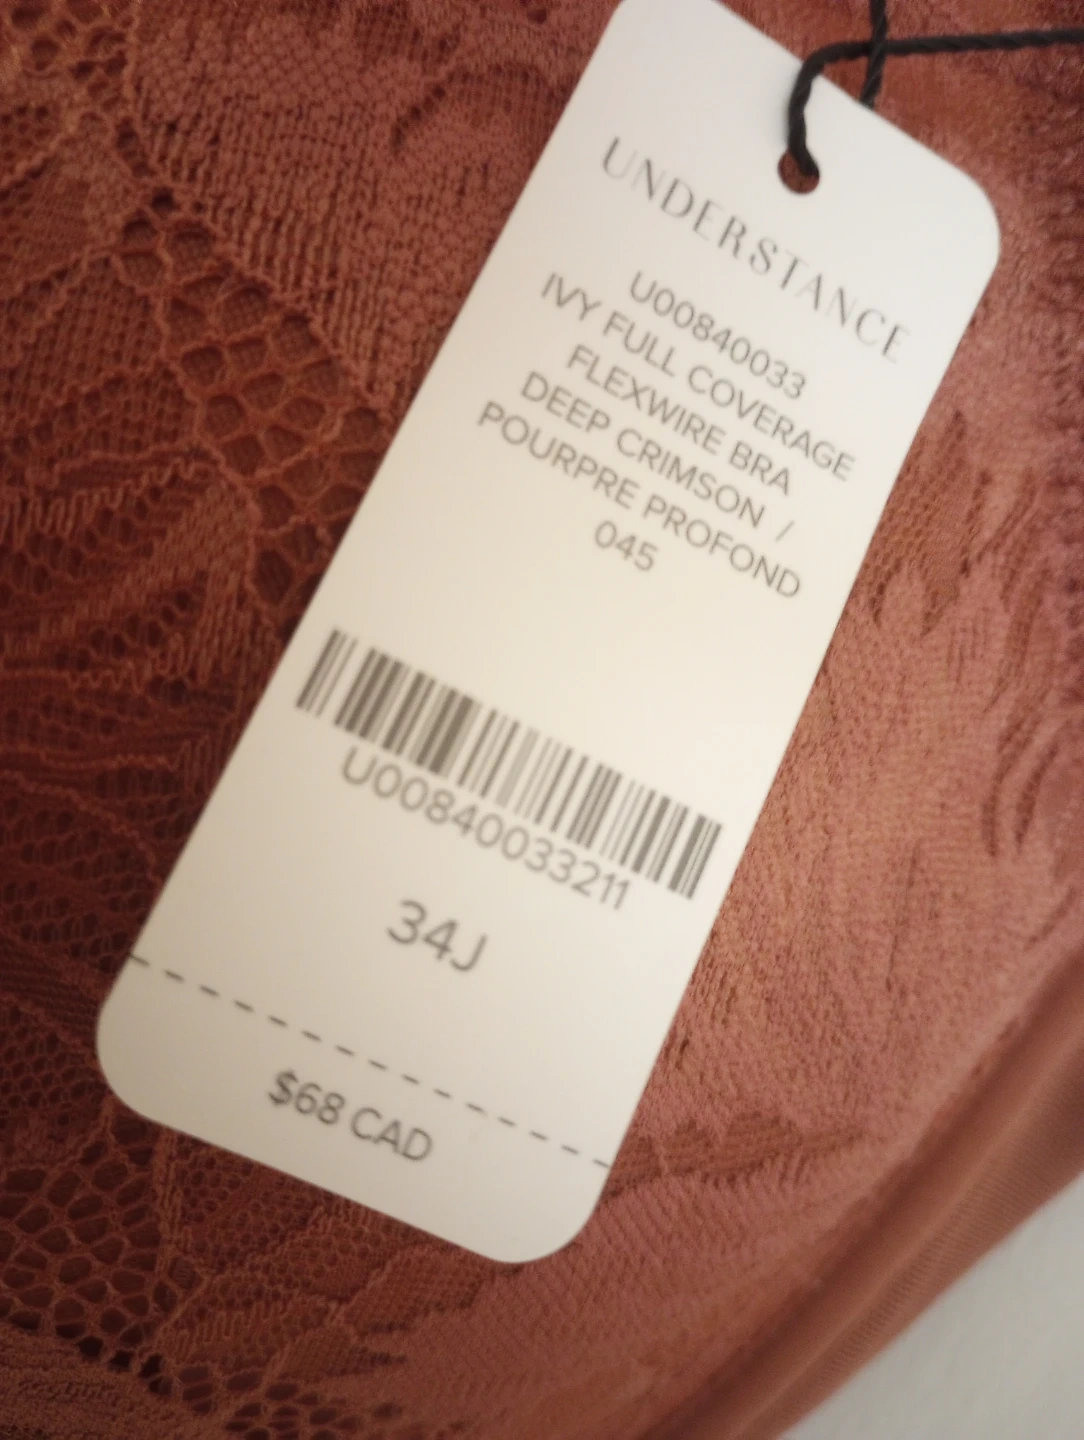 UNDERSTANCE
U00840033
IVY FULL COVERAGE
FLEXWIRE BRA
DEEP CRIMSON /
POURPRE PROFOND
045
U00840033211
34J
$68 CAD